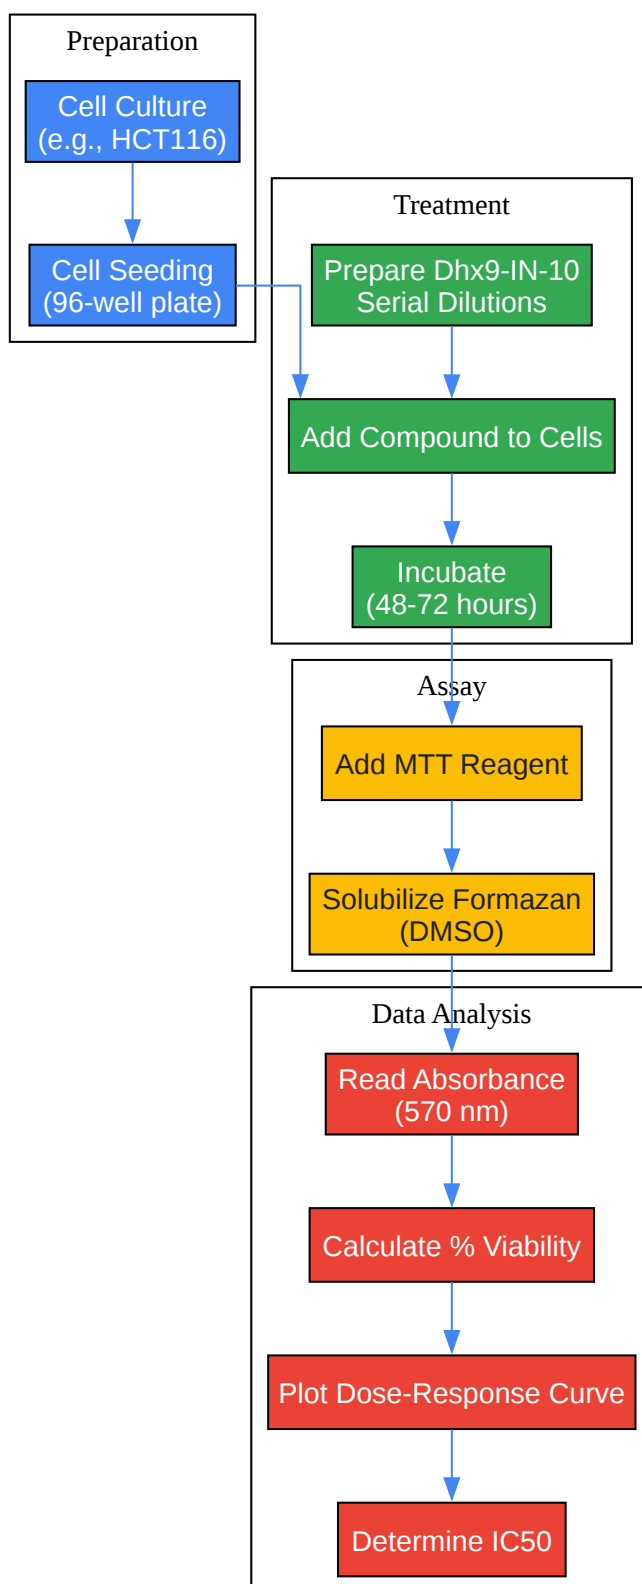 Preparation
Cell Culture
(e.g., HCT116)
Cell Seeding
(96-well plate)
Treatment
Prepare Dhx9-IN-10
Serial Dilutions
Add Compound to Cells
Incubate
(48-72 hours)
Assay
Add MTT Reagent
Solubilize Formazan
(DMSO)
Data Analysis
Read Absorbance
(570 nm)
Calculate % Viability
Plot Dose-Response Curve
Determine IC50